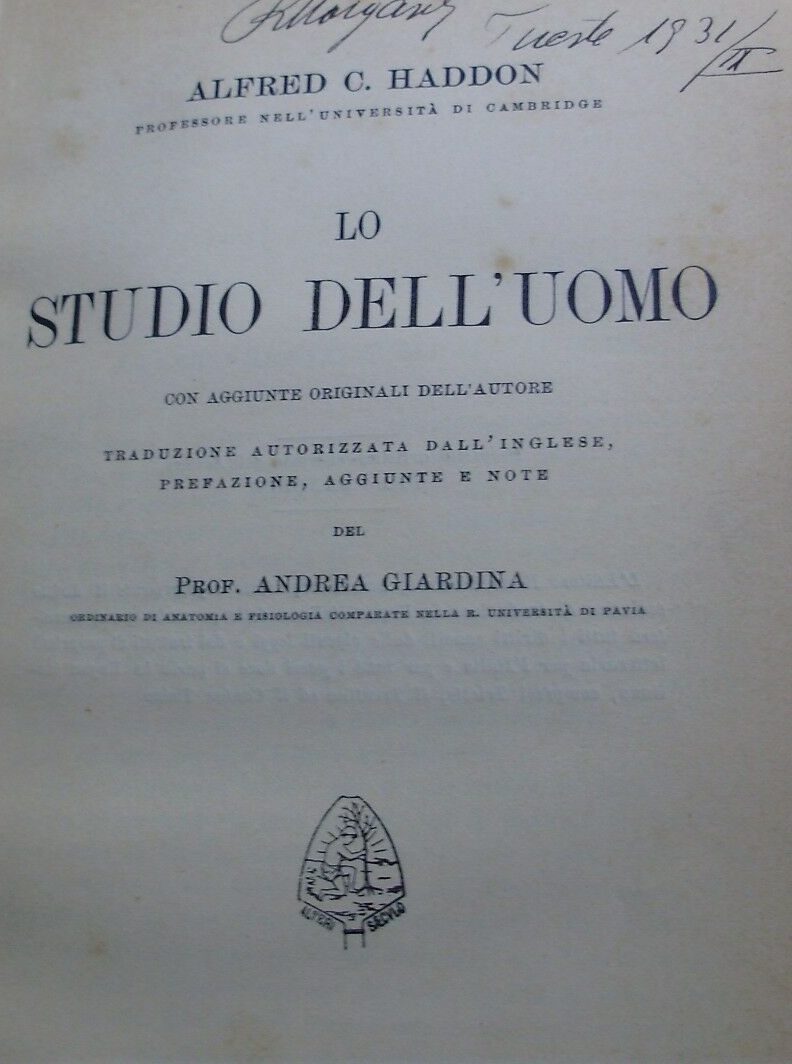 Trieste 1931/IX
ALFRED C. HADDON
PROFESSORE NELL'UNIVERSITÀ DI CAMBRIDGE
LO
STUDIO DELL'UOMO
CON AGGIUNTE ORIGINALI DELL'AUTORE
TRADUZIONE AUTORIZZATA DALL'INGLESE,
PREFAZIONE, AGGIUNTE E NOTE
DEL
PROF. ANDREA GIARDINA
ORDINARIO DI ANATOMIA E FISIOLOGIA COMPARATE NELLA R. UNIVERSITÀ DI PAVIA
ALTERI SÆCVLO